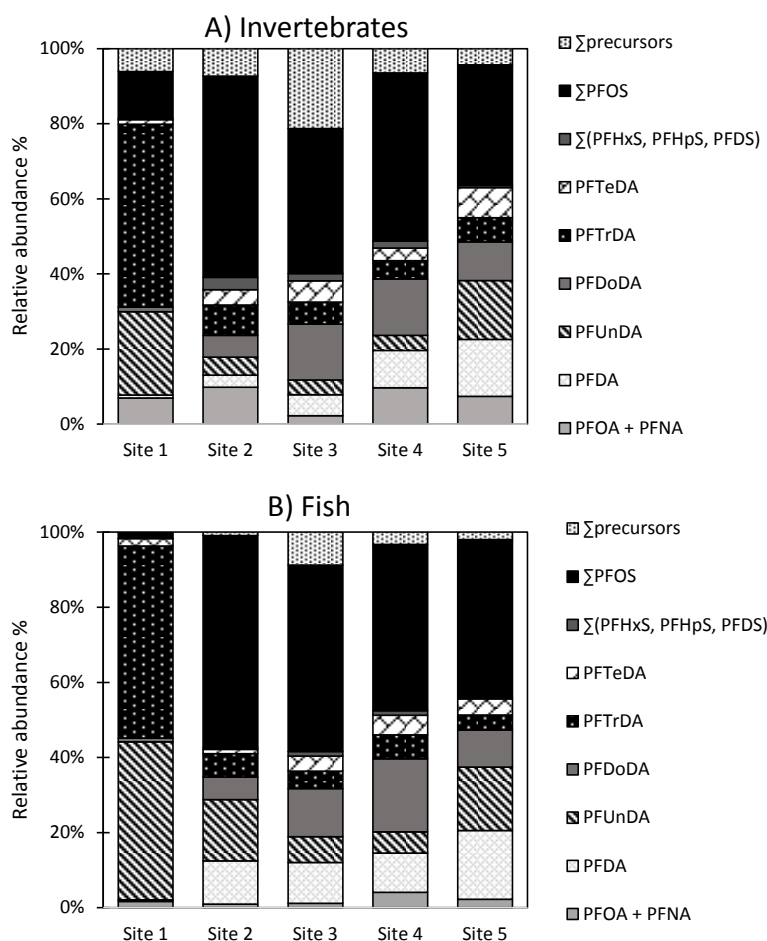 A) Invertebrates
Relative abundance %
100%
80%
60%
40%
20%
0%
Site 1 Site 2 Site 3 Site 4 Site 5
∑precursors
∑PFOS
∑(PFHxS, PFHpS, PFDS)
PFTeDA
PFTrDA
PFDoDA
PFUnDA
PFDA
PFOA + PFNA
B) Fish
Relative abundance %
100%
80%
60%
40%
20%
0%
Site 1 Site 2 Site 3 Site 4 Site 5
∑precursors
∑PFOS
∑(PFHxS, PFHpS, PFDS)
PFTeDA
PFTrDA
PFDoDA
PFUnDA
PFDA
PFOA + PFNA